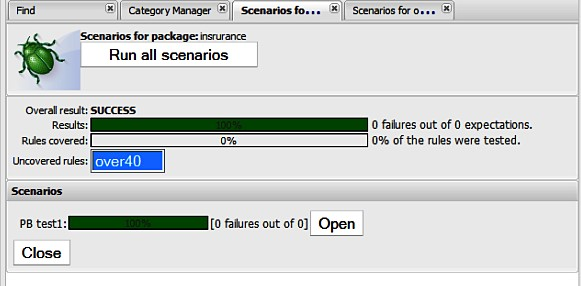 Find
Category Manager
Scenarios fo...
Scenarios for o...
Scenarios for package: insrurance
Run all scenarios
Overall result: SUCCESS
Results: 100% 0 failures out of 0 expectations.
Rules covered: 0% 0% of the rules were tested.
Uncovered rules: over40
Scenarios
PB test1: 100% [0 failures out of 0] Open
Close